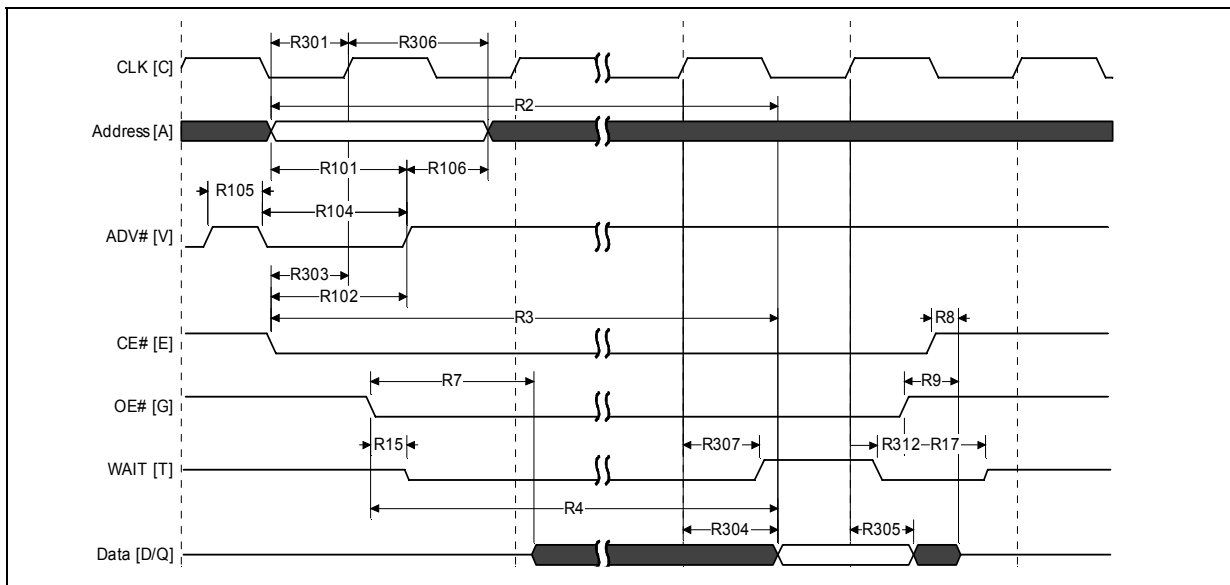 R301 R306
CLK [C]
R2
Address [A]
R101 R106
R105
R104
ADV# [V]
R303
R102
R3 R8
CE# [E]
R7 R9
OE# [G]
R15 R307 R312 R17
WAIT [T]
R4
R304 R305
Data [D/Q]